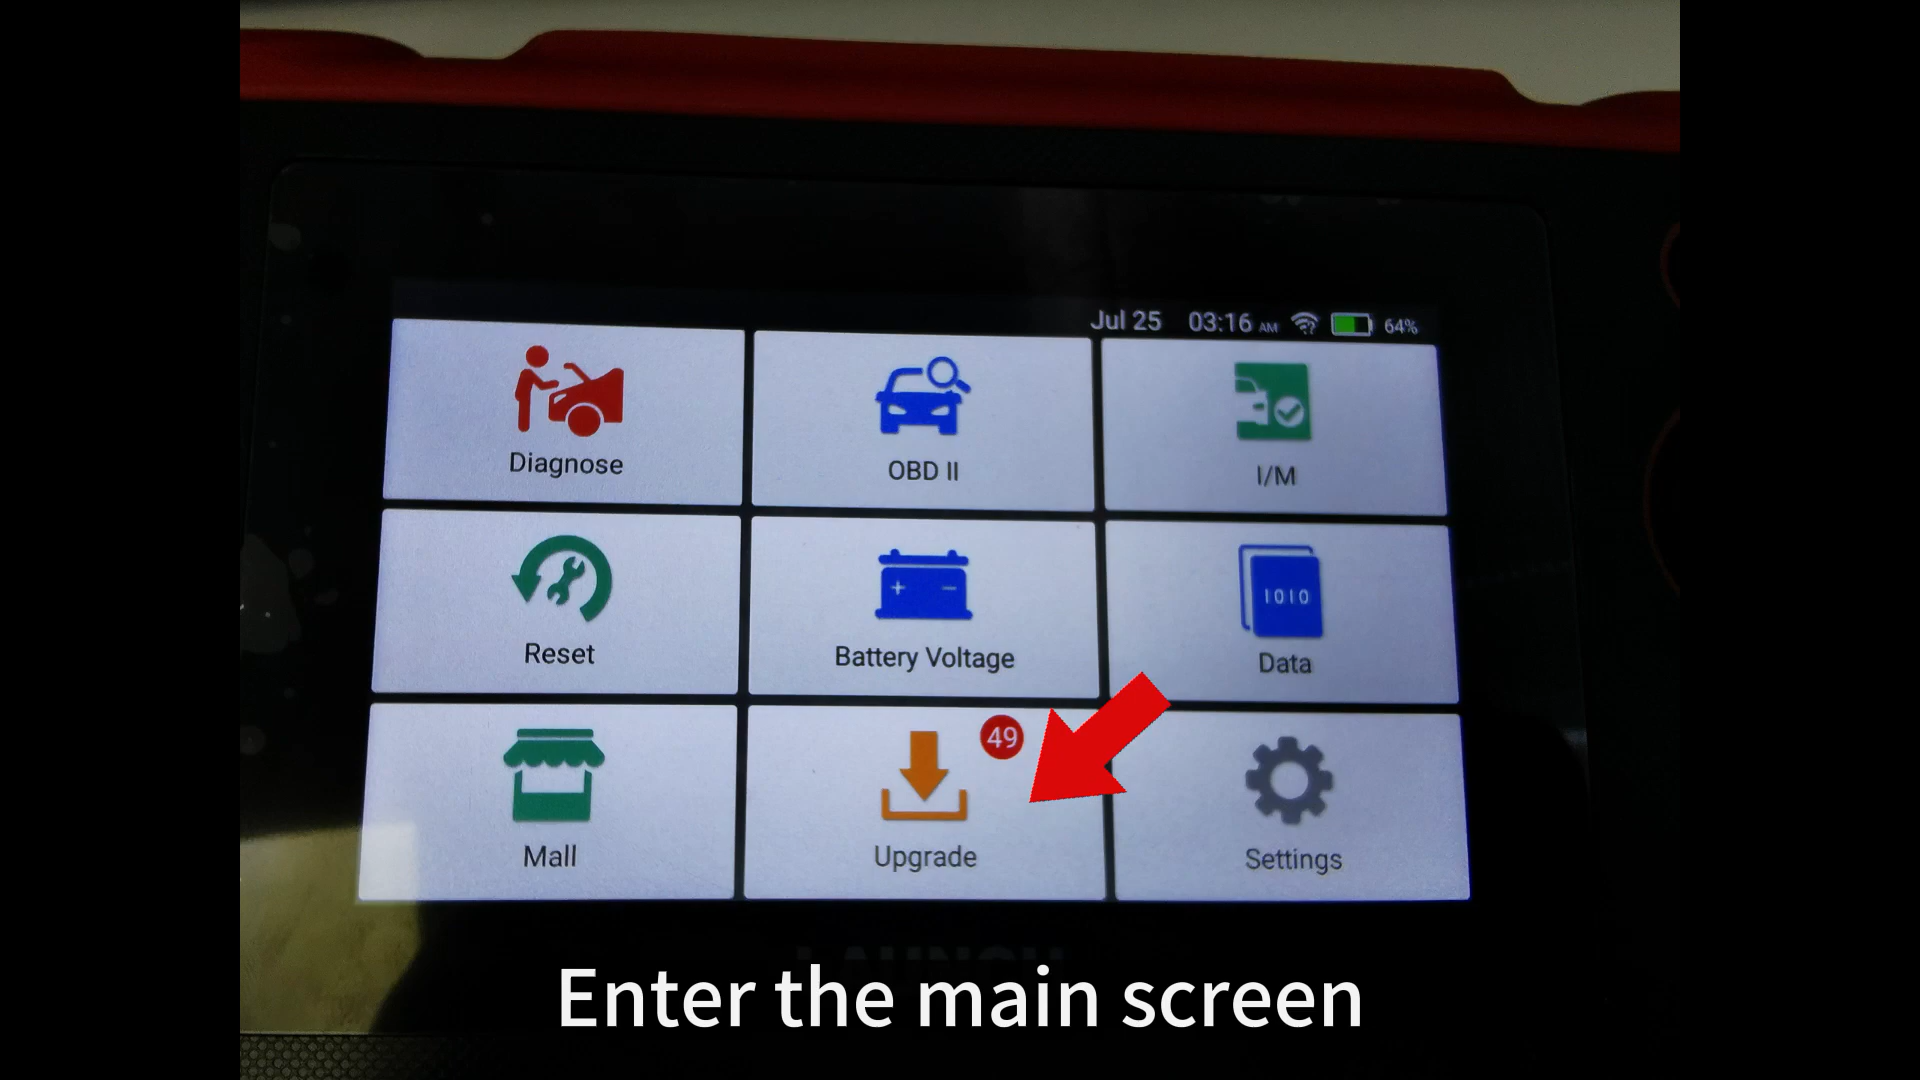 Jul 25 03:16 AM 64%
Diagnose
OBD II
I/M
Reset
+ −
Battery Voltage
1010
Data
Mall
49
Upgrade
Settings
LAUNCH
Enter the main screen